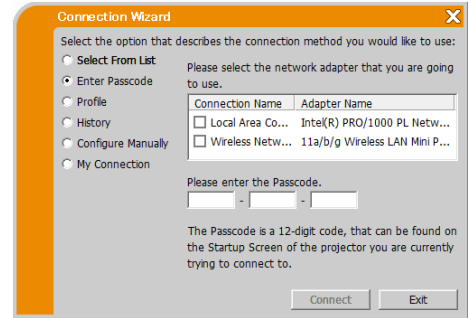 Connection Wizard
Select the option that describes the connection method you would like to use:
Select From List
Enter Passcode
Profile
History
Configure Manually
My Connection
Please select the network adapter that you are going
to use.
Connection Name Adapter Name
Local Area Co... Intel(R) PRO/1000 PL Netw...
Wireless Netw... 11a/b/g Wireless LAN Mini P...
Please enter the Passcode.
- -
The Passcode is a 12-digit code, that can be found on
the Startup Screen of the projector you are currently
trying to connect to.
Connect Exit